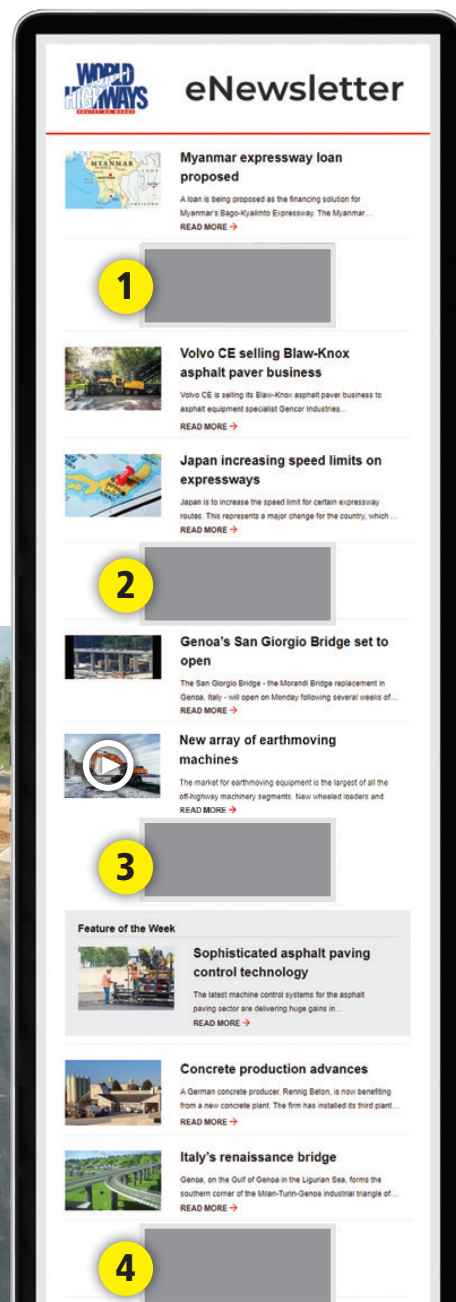 WORLD
HIGHWAYS
eNewsletter
MYANMAR
Myanmar expressway loan
proposed
A loan is being proposed as the financing solution for
Myanmar's Bago-Kyaikhto Expressway. The Myanmar...
READ MORE →
1
Volvo CE selling Blaw-Knox
asphalt paver business
Volvo CE is selling its Blaw-Knox asphalt paver business to
asphalt equipment specialist Gencor Industries...
READ MORE →
Japan increasing speed limits on
expressways
Japan is to increase the speed limit for certain expressway
routes. This represents a major change for the country, which ...
READ MORE →
2
Genoa's San Giorgio Bridge set to
open
The San Giorgio Bridge - the Morandi Bridge replacement in
Genoa, Italy - will open on Monday following several weeks of...
READ MORE →
New array of earthmoving
machines
The market for earthmoving equipment is the largest of all the
off-highway machinery segments. New wheeled loaders and
READ MORE →
3
Feature of the Week
Sophisticated asphalt paving
control technology
The latest machine control systems for the asphalt
paving sector are delivering huge gains in...
READ MORE →
Concrete production advances
A German concrete producer, Rennig Beton, is now benefiting
from a new concrete plant. The firm has installed its third plant...
READ MORE →
Italy's renaissance bridge
Genoa, on the Gulf of Genoa in the Ligurian Sea, forms the
southern corner of the Milan-Turin-Genoa industrial triangle of...
READ MORE →
4